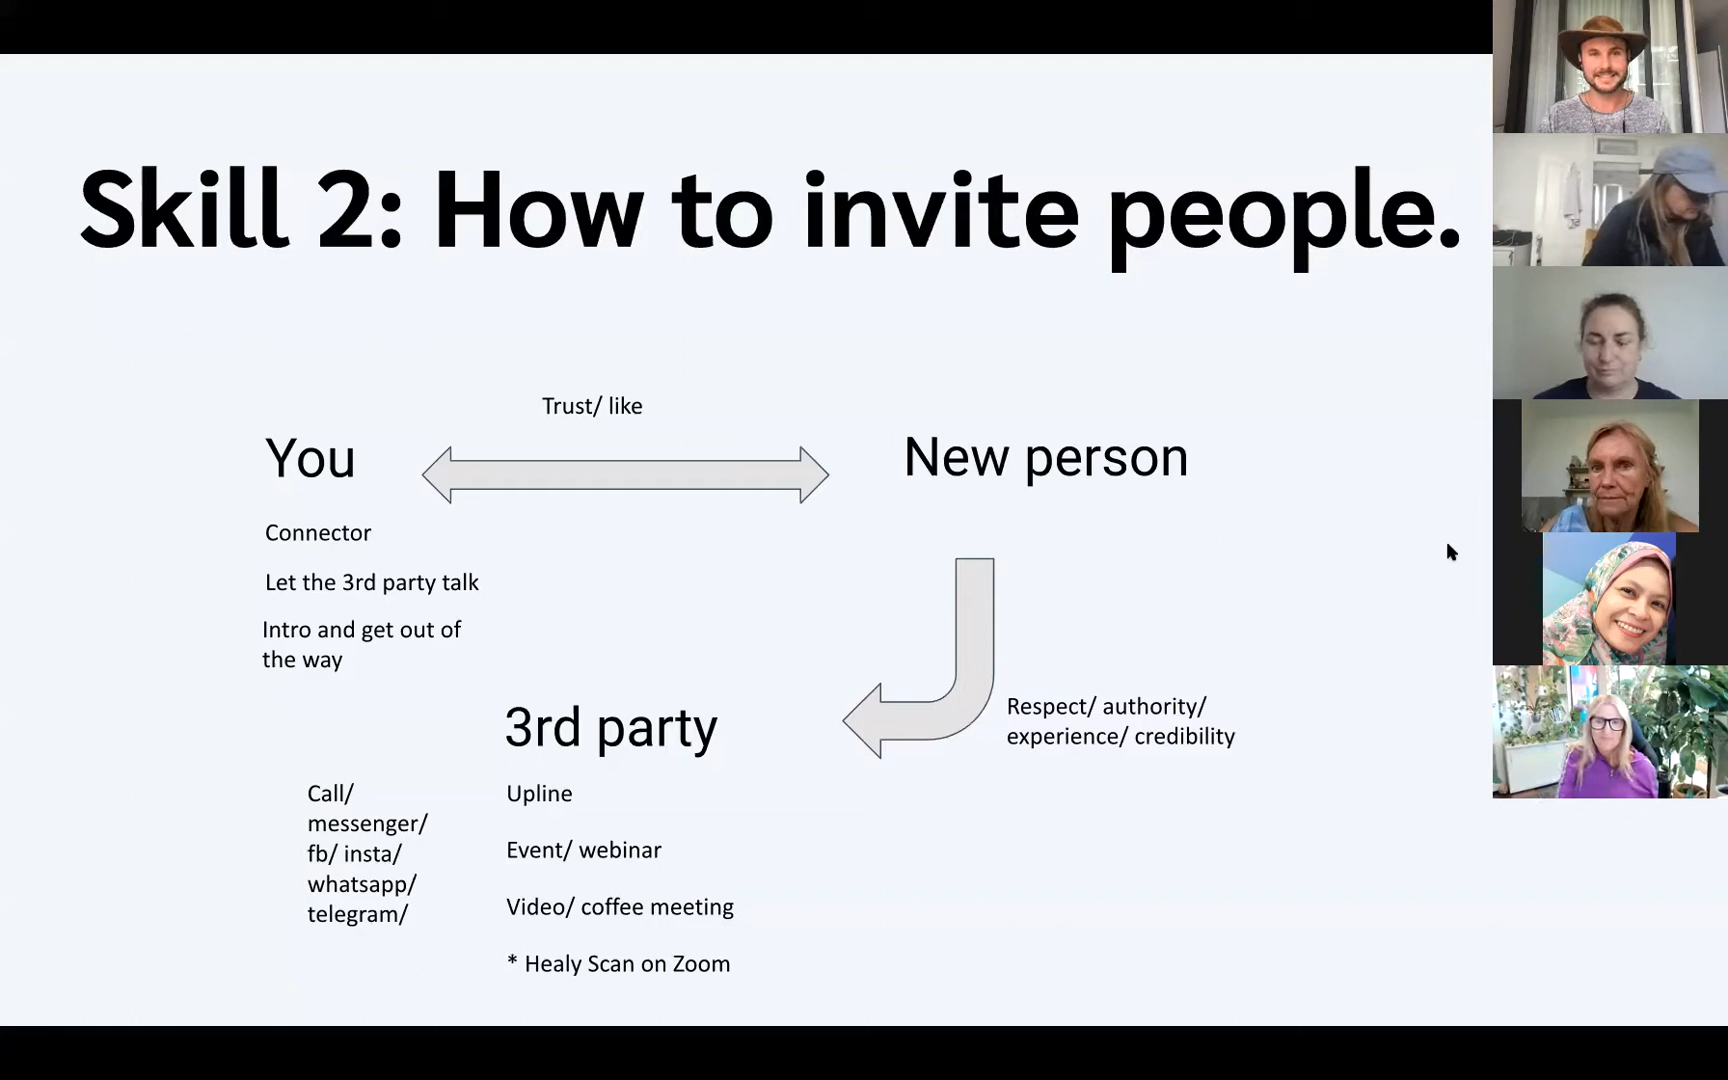 Skill 2: How to invite people.
Trust/ like
You
New person
Connector
Let the 3rd party talk
Intro and get out of
the way
Respect/ authority/
experience/ credibility
3rd party
Call/
messenger/
fb/ insta/
whatsapp/
telegram/
Upline
Event/ webinar
Video/ coffee meeting
* Healy Scan on Zoom